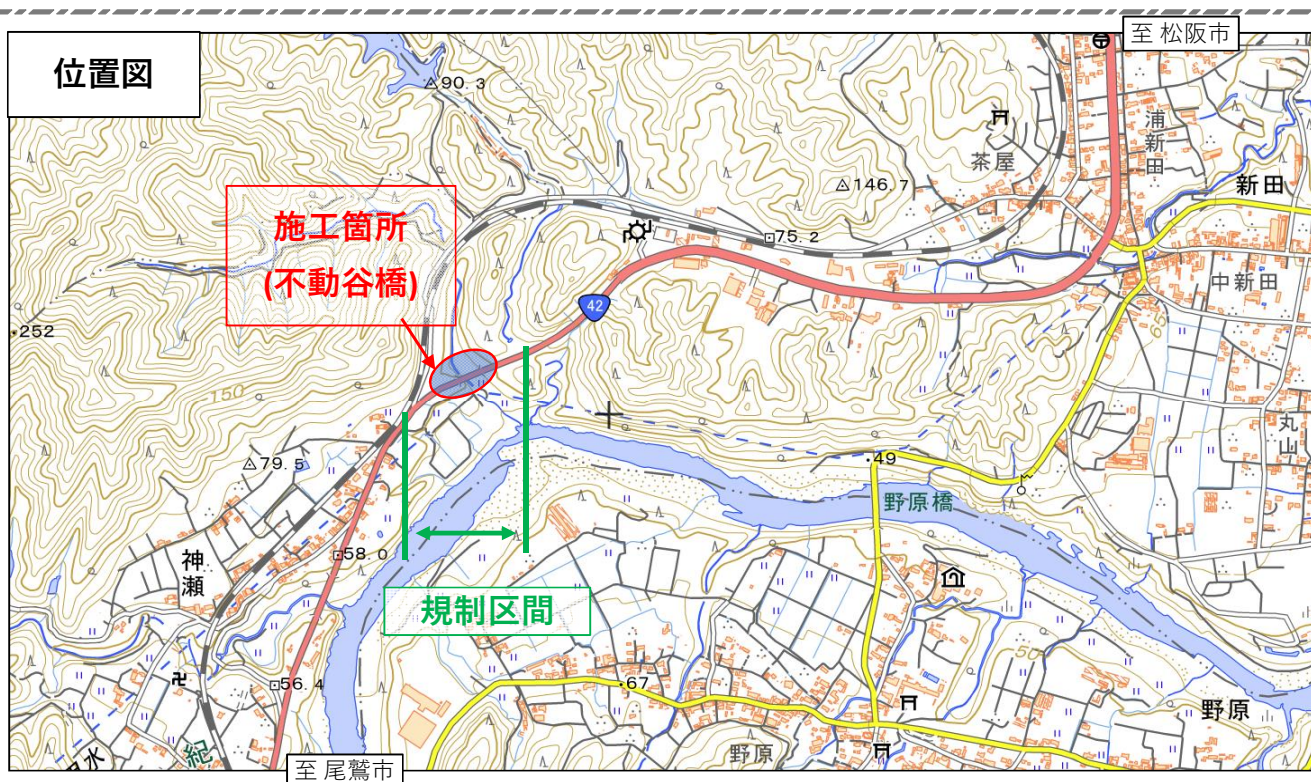 位置図
至 松阪市
90.3
浦新田
茶屋
新田
146.7
施工箇所
(不動谷橋)
75.2
中新田
42
252
150
丸山
79.5
49
野原橋
神瀬
58.0
規制区間
50
56.4
67
野原
野原
紀
水
至 尾鷲市